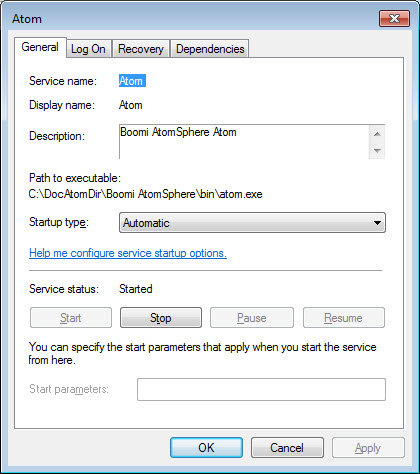 Atom
General Log On Recovery Dependencies
Service name: Atom
Display name: Atom
Description: Boomi AtomSphere Atom
Path to executable:
C:\DocAtomDir\Boomi AtomSphere\bin\atom.exe
Startup type: Automatic
Help me configure service startup options.
Service status: Started
Start Stop Pause Resume
You can specify the start parameters that apply when you start the service
from here.
Start parameters:
OK Cancel Apply